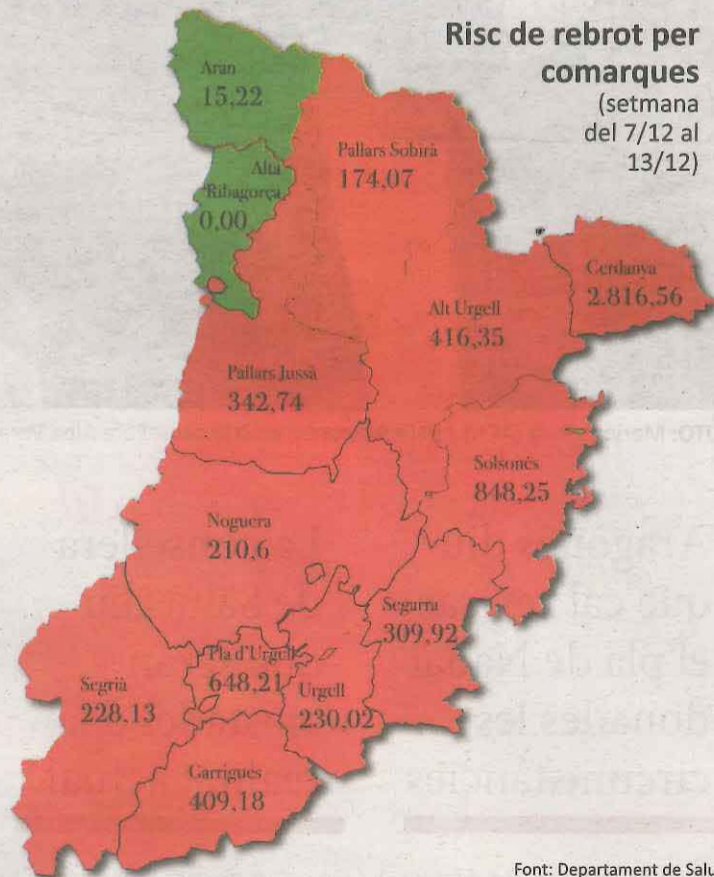 Risc de rebrot per
comarques
(setmana
del 7/12 al
13/12)
Aran
15,22
Alta
Ribagorça
0,00
Pallars Sobirà
174,07
Cerdanya
2.816,56
Alt Urgell
416,35
Pallars Jussà
342,74
Solsonès
848,25
Noguera
210,6
Segarra
309,92
Pla d'Urgell
648,21
Urgell
230,02
Segrià
228,13
Garrigues
409,18
Font: Departament de Salu